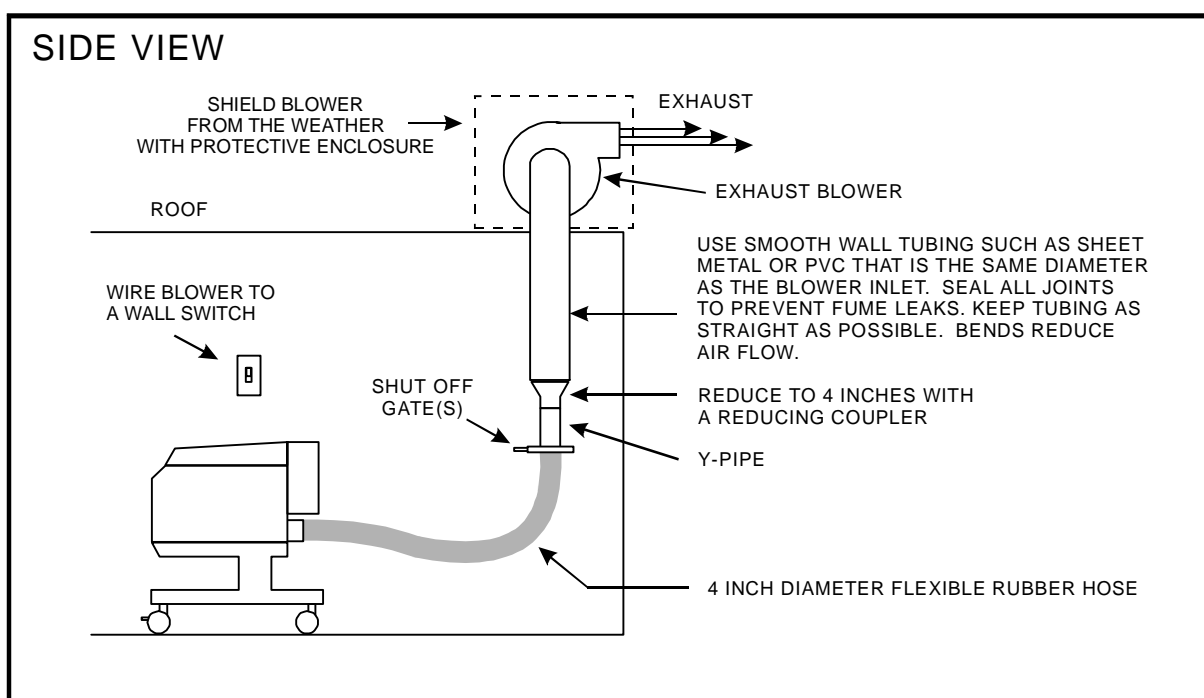 SIDE VIEW
SHIELD BLOWER
FROM THE WEATHER
WITH PROTECTIVE ENCLOSURE
EXHAUST
EXHAUST BLOWER
ROOF
USE SMOOTH WALL TUBING SUCH AS SHEET
METAL OR PVC THAT IS THE SAME DIAMETER
AS THE BLOWER INLET. SEAL ALL JOINTS
TO PREVENT FUME LEAKS. KEEP TUBING AS
STRAIGHT AS POSSIBLE. BENDS REDUCE
AIR FLOW.
WIRE BLOWER TO
A WALL SWITCH
SHUT OFF
GATE(S)
REDUCE TO 4 INCHES WITH
A REDUCING COUPLER
Y-PIPE
4 INCH DIAMETER FLEXIBLE RUBBER HOSE